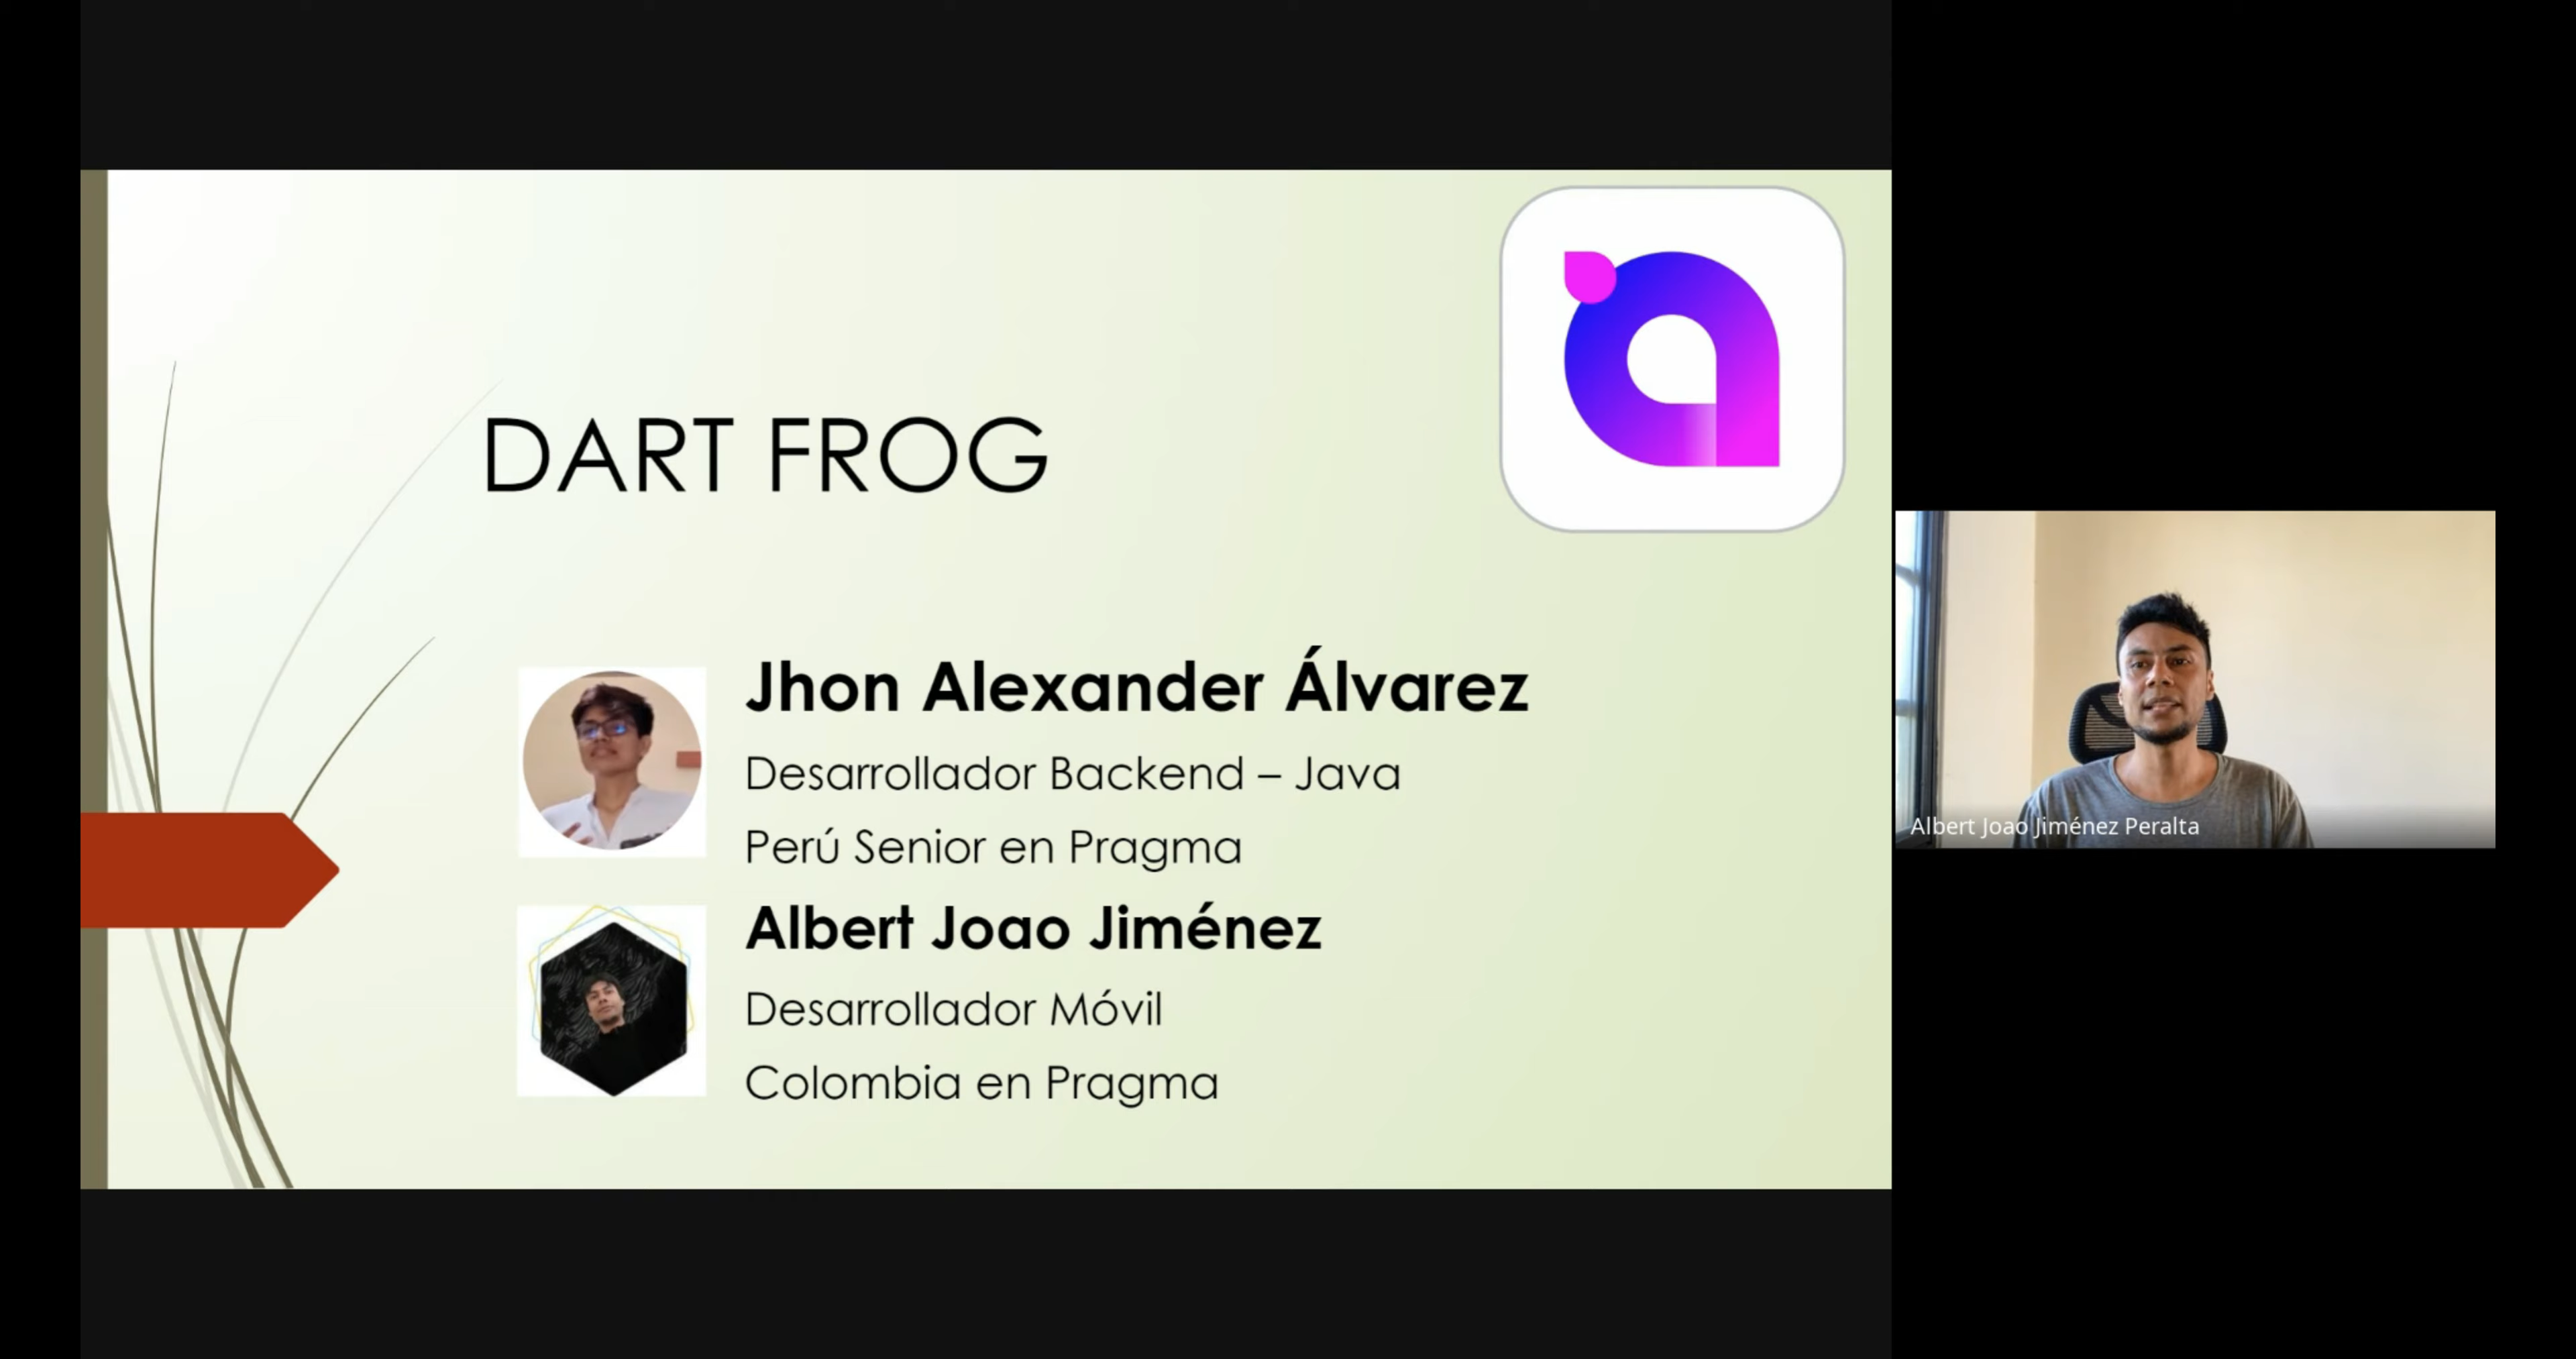 DART FROG
Jhon Alexander Álvarez
Desarrollador Backend – Java
Perú Senior en Pragma
Albert Joao Jiménez
Desarrollador Móvil
Colombia en Pragma
Albert Joao Jiménez Peralta